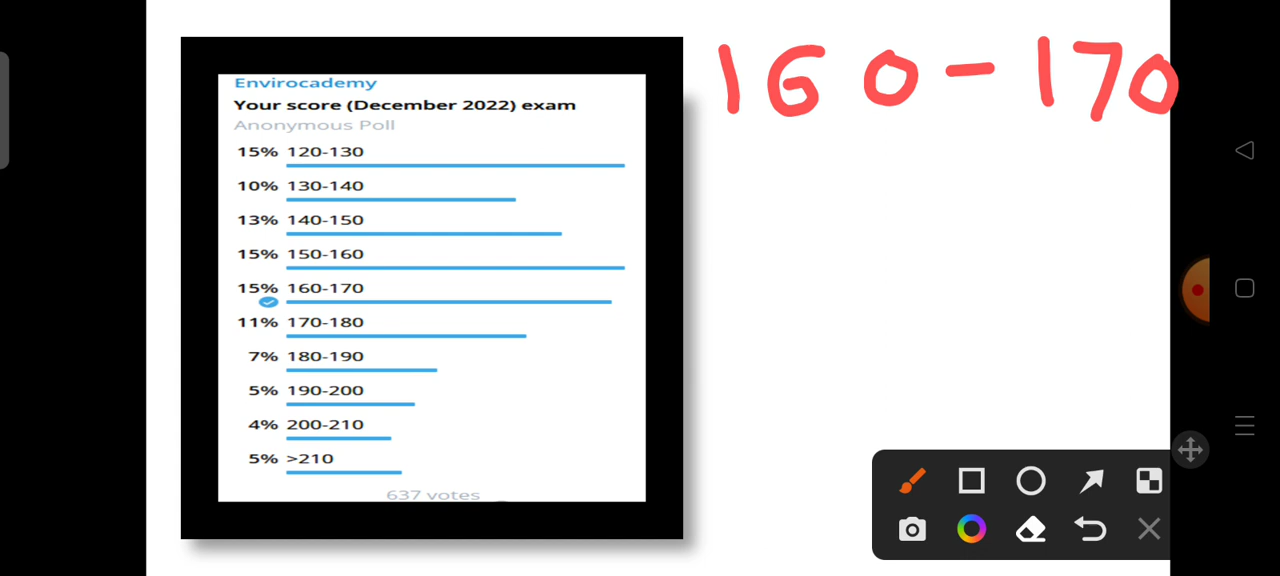 Envirocademy
Your score (December 2022) exam
Anonymous Poll
15% 120-130
10% 130-140
13% 140-150
15% 150-160
15% 160-170
11% 170-180
7% 180-190
5% 190-200
4% 200-210
5% >210
637 votes
160-170